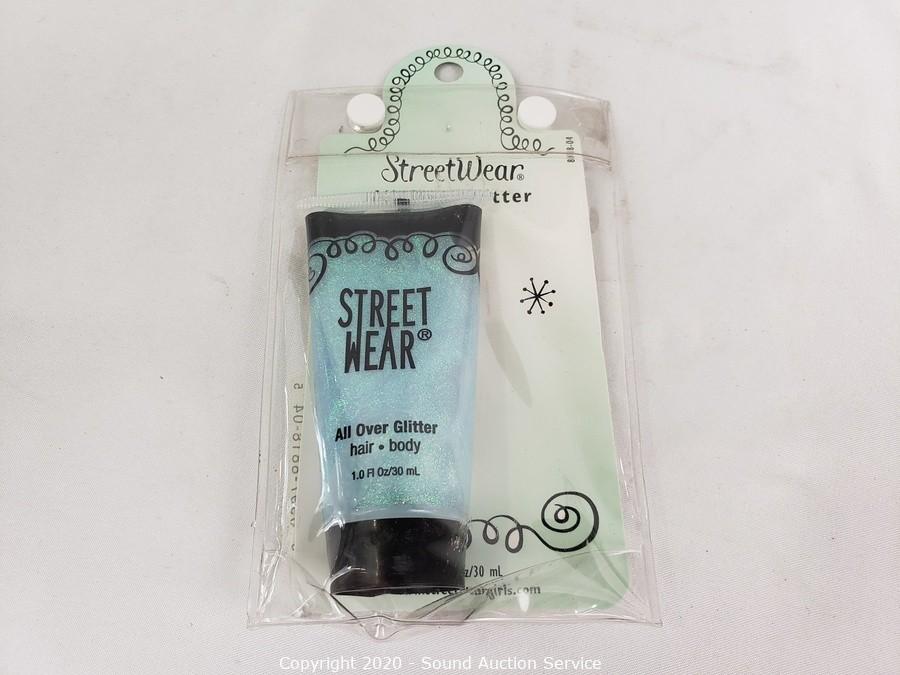 StreetWear®
STREET
WEAR®
All Over Glitter
hair • body
1.0 Fl Oz/30 mL
z/30 mL
Copyright 2020 - Sound Auction Service